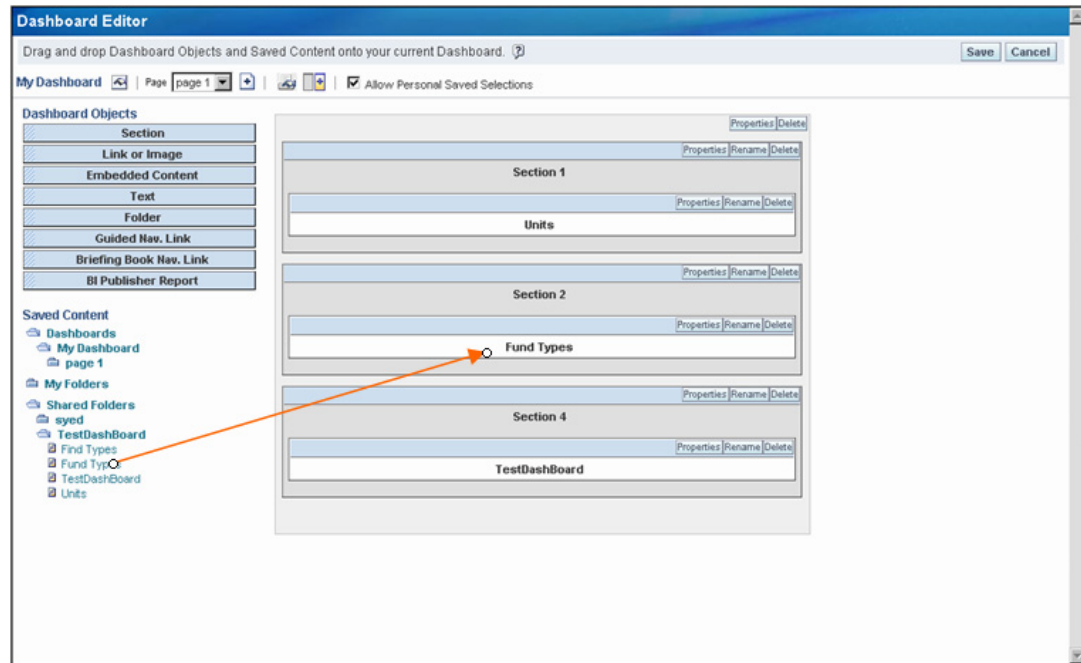 Dashboard Editor
Drag and drop Dashboard Objects and Saved Content onto your current Dashboard. ?
Save Cancel
My Dashboard | Page page 1 | | Allow Personal Saved Selections
Dashboard Objects
Section
Link or Image
Embedded Content
Text
Folder
Guided Nav. Link
Briefing Book Nav. Link
BI Publisher Report
Saved Content
Dashboards
My Dashboard
page 1
My Folders
Shared Folders
syed
TestDashBoard
Find Types
Fund Types
TestDashBoard
Units
Properties Delete
Properties Rename Delete
Section 1
Properties Rename Delete
Units
Properties Rename Delete
Section 2
Properties Rename Delete
Fund Types
Properties Rename Delete
Section 4
Properties Rename Delete
TestDashBoard